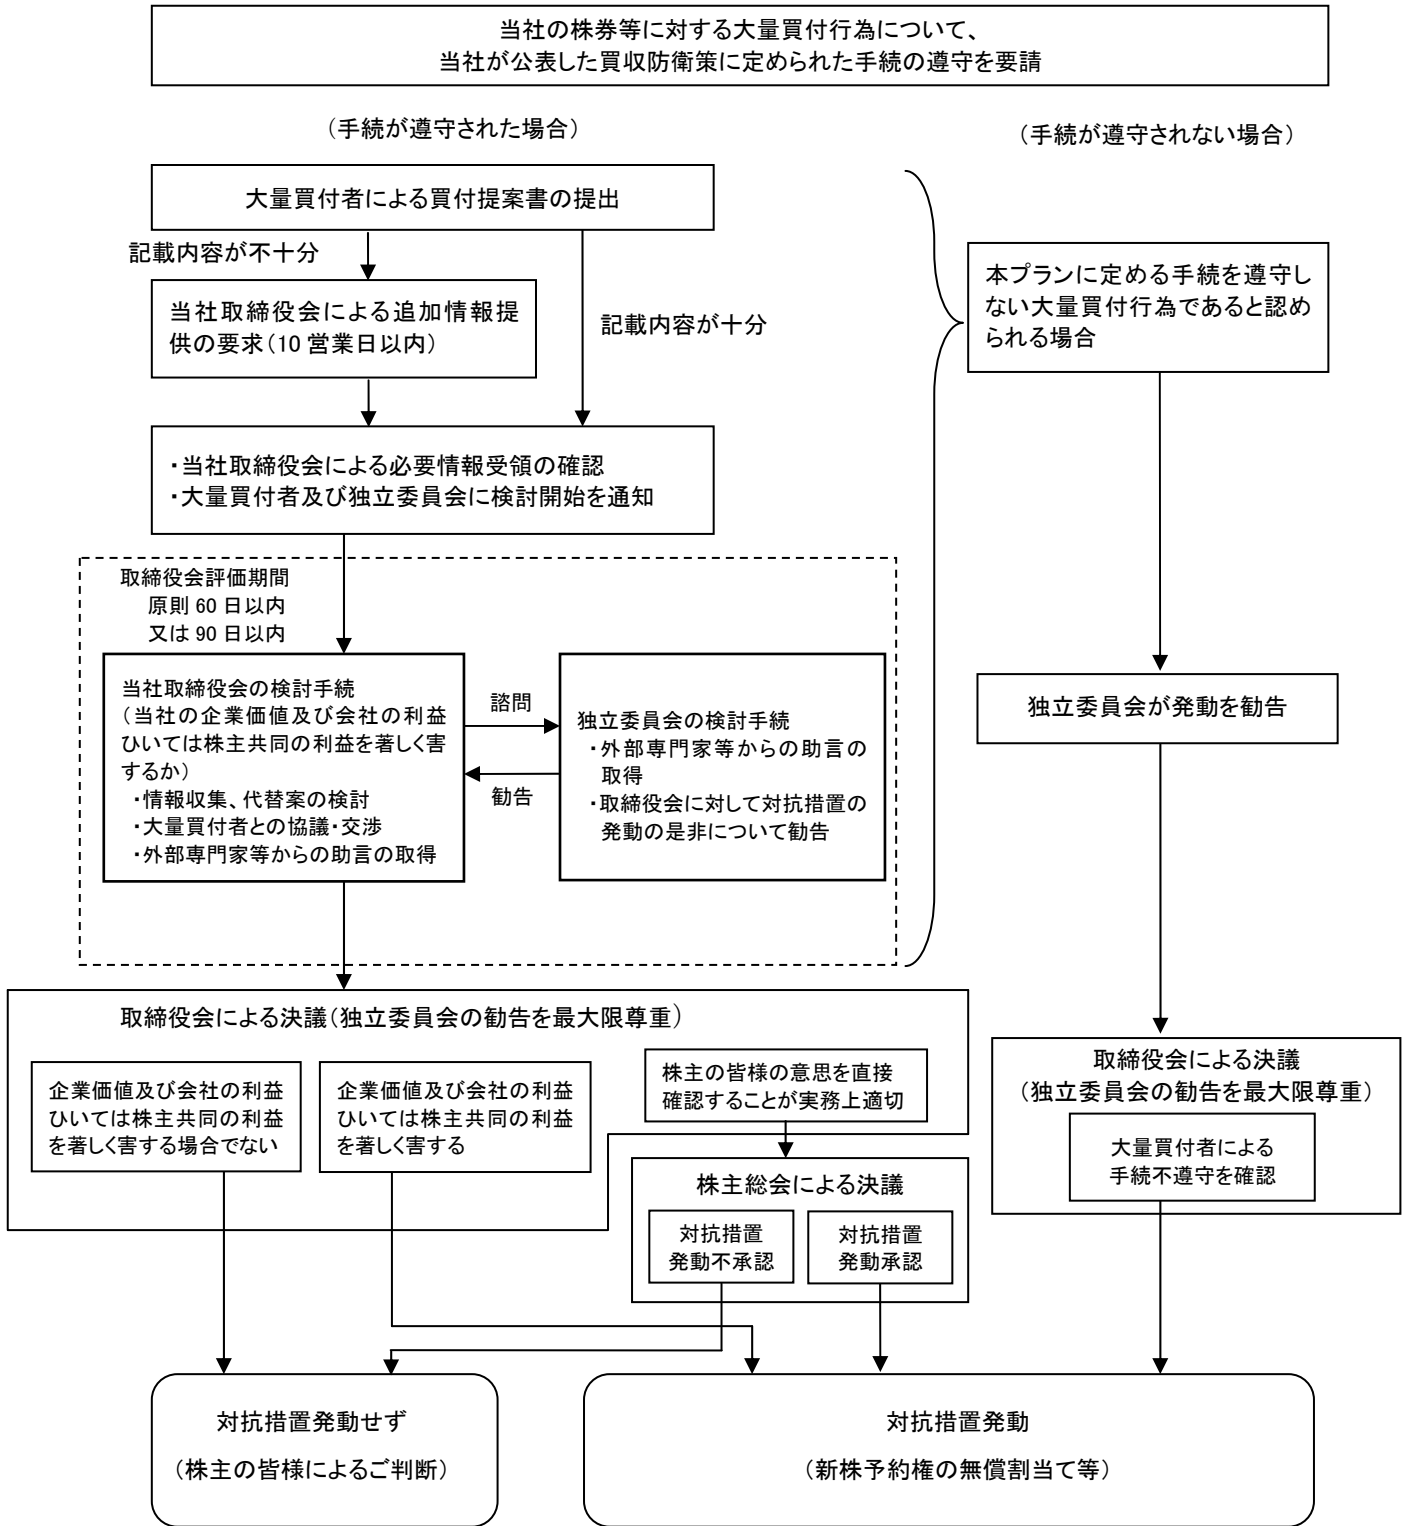 当社の株券等に対する大量買付行為について、
当社が公表した買収防衛策に定められた手続の遵守を要請
（手続が遵守された場合）
（手続が遵守されない場合）
大量買付者による買付提案書の提出
記載内容が不十分
当社取締役会による追加情報提
供の要求（10 営業日以内）
記載内容が十分
本プランに定める手続を遵守し
ない大量買付行為であると認め
られる場合
・当社取締役会による必要情報受領の確認
・大量買付者及び独立委員会に検討開始を通知
取締役会評価期間
原則 60 日以内
又は 90 日以内
当社取締役会の検討手続
（当社の企業価値及び会社の利益
ひいては株主共同の利益を著しく害
するか）
・情報収集、代替案の検討
・大量買付者との協議・交渉
・外部専門家等からの助言の取得
諮問
勧告
独立委員会の検討手続
・外部専門家等からの助言の
取得
・取締役会に対して対抗措置の
発動の是非について勧告
独立委員会が発動を勧告
取締役会による決議（独立委員会の勧告を最大限尊重）
企業価値及び会社の利益
ひいては株主共同の利益
を著しく害する場合でない
企業価値及び会社の利益
ひいては株主共同の利益
を著しく害する
株主の皆様の意思を直接
確認することが実務上適切
株主総会による決議
対抗措置
発動不承認
対抗措置
発動承認
取締役会による決議
（独立委員会の勧告を最大限尊重）
大量買付者による
手続不遵守を確認
対抗措置発動せず
（株主の皆様によるご判断）
対抗措置発動
（新株予約権の無償割当て等）